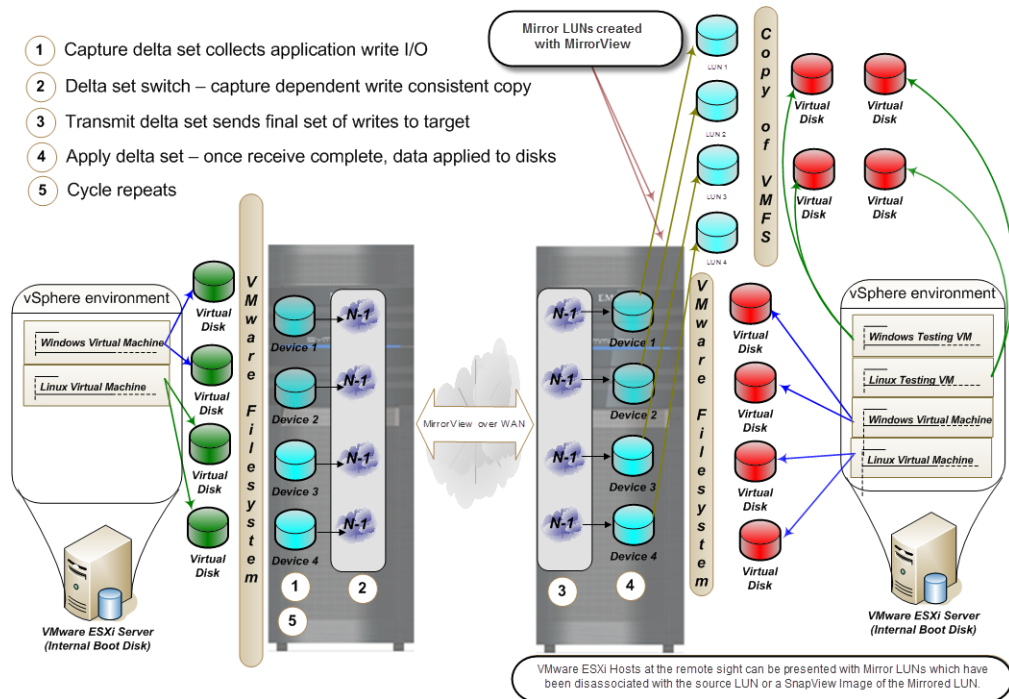 1 Capture delta set collects application write I/O
2 Delta set switch – capture dependent write consistent copy
3 Transmit delta set sends final set of writes to target
4 Apply delta set – once receive complete, data applied to disks
5 Cycle repeats
Mirror LUNs created
with MirrorView
LUN 1
LUN 2
LUN 3
LUN 4
Copy of VMFS
Virtual
Disk
Virtual
Disk
Virtual
Disk
Virtual
Disk
vSphere environment
Windows Virtual Machine
Linux Virtual Machine
VMware ESXi Server
(Internal Boot Disk)
Virtual
Disk
Virtual
Disk
Virtual
Disk
Virtual
Disk
VMware Filesystem
Device 1
Device 2
Device 3
Device 4
N-1
N-1
N-1
N-1
1
2
5
MirrorView over WAN
N-1
N-1
N-1
N-1
Device 1
Device 2
Device 3
Device 4
3
4
VMware Filesystem
Virtual
Disk
Virtual
Disk
Virtual
Disk
Virtual
Disk
vSphere environment
Windows Testing VM
Linux Testing VM
Windows Virtual Machine
Linux Virtual Machine
VMware ESXi Server
(Internal Boot Disk)
VMware ESXi Hosts at the remote sight can be presented with Mirror LUNs which have
been disassociated with the source LUN or a SnapView Image of the Mirrored LUN.